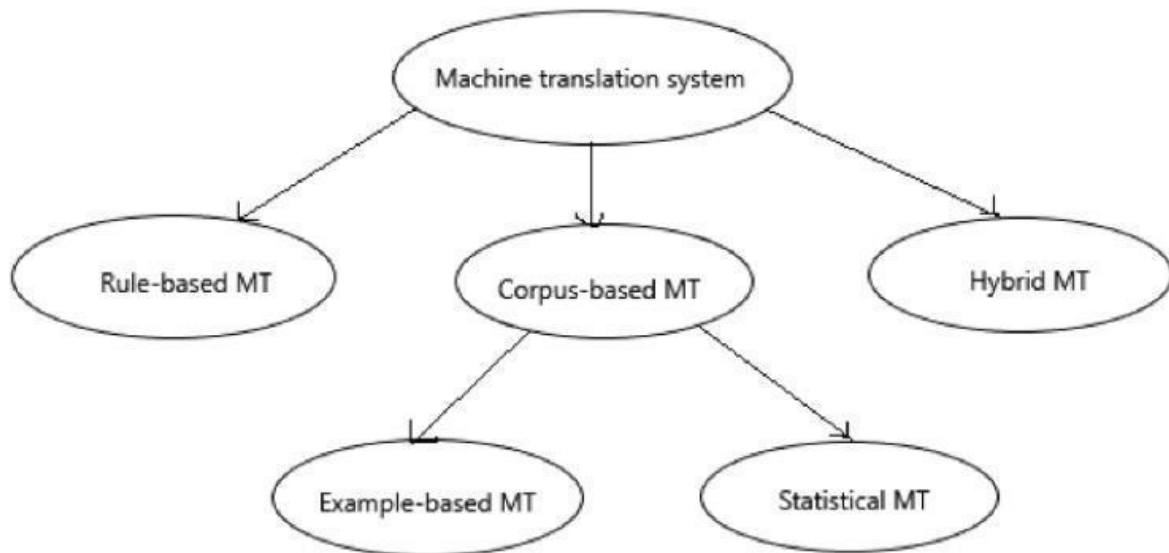 Machine translation system
Rule-based MT
Corpus-based MT
Hybrid MT
Example-based MT
Statistical MT